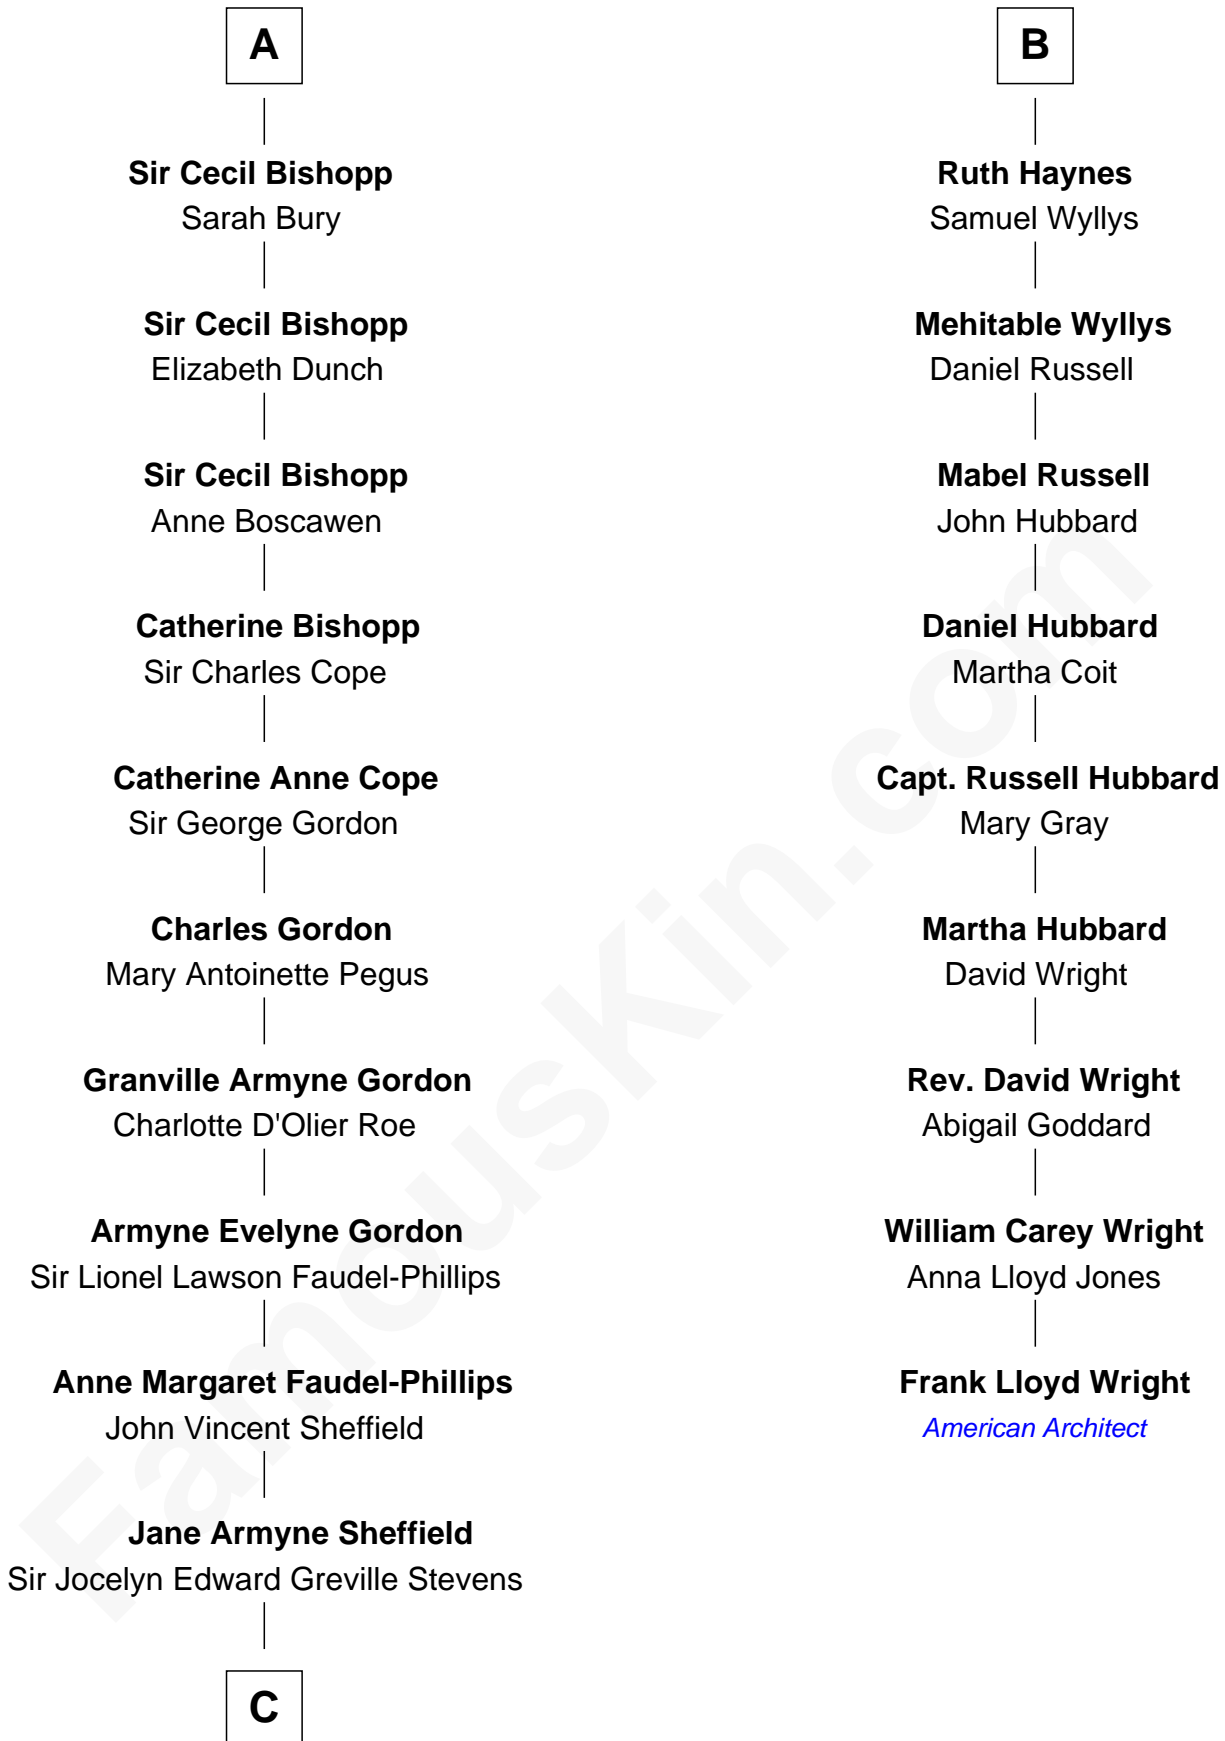 A
Sir Cecil Bishopp
Sarah Bury
Sir Cecil Bishopp
Elizabeth Dunch
Sir Cecil Bishopp
Anne Boscawen
Catherine Bishopp
Sir Charles Cope
Catherine Anne Cope
Sir George Gordon
Charles Gordon
Mary Antoinette Pegus
Granville Armyne Gordon
Charlotte D'Olier Roe
Armyne Evelyne Gordon
Sir Lionel Lawson Faudel-Phillips
Anne Margaret Faudel-Phillips
John Vincent Sheffield
Jane Armyne Sheffield
Sir Jocelyn Edward Greville Stevens
C
B
Ruth Haynes
Samuel Wyllys
Mehitable Wyllys
Daniel Russell
Mabel Russell
John Hubbard
Daniel Hubbard
Martha Coit
Capt. Russell Hubbard
Mary Gray
Martha Hubbard
David Wright
Rev. David Wright
Abigail Goddard
William Carey Wright
Anna Lloyd Jones
Frank Lloyd Wright
American Architect
FamousKin.com